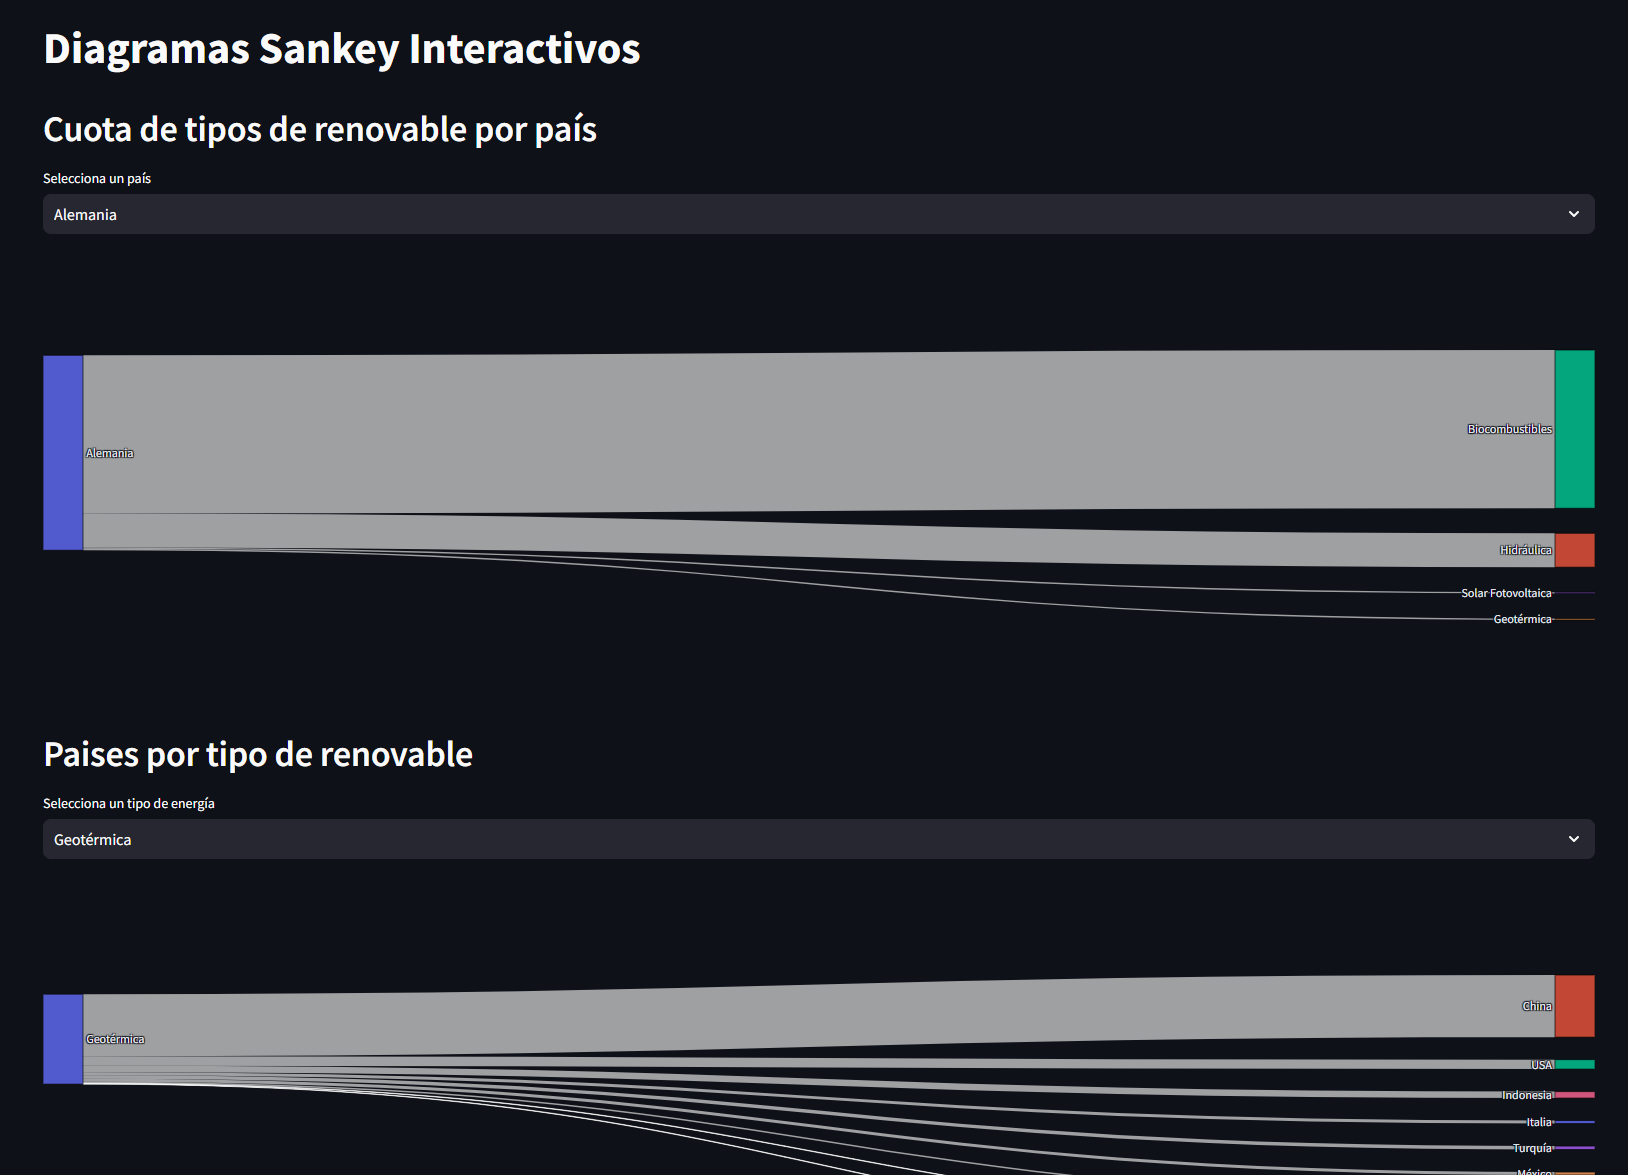 Diagramas Sankey Interactivos
Cuota de tipos de renovable por país
Selecciona un país
Alemania
Alemania
Biocombustibles
Hidráulica
Solar Fotovoltaica
Geotérmica
Paises por tipo de renovable
Selecciona un tipo de energía
Geotérmica
Geotérmica
China
USA
Indonesia
Italia
Turquía
México